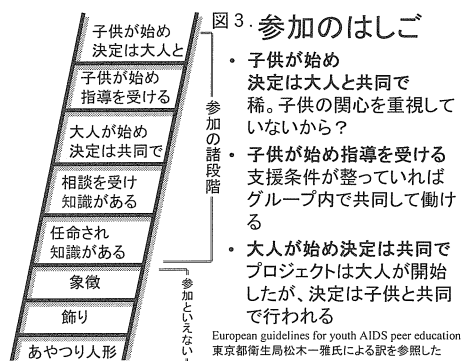 図3. 参加のはしご
子供が始め
決定は大人と
子供が始め
指導を受ける
大人が始め
決定は共同で
相談を受け
知識がある
任命され
知識がある
象徴
飾り
あやつり人形
参加の諸段階
参加といえない
・ 子供が始め
決定は大人と共同で
稀。子供の関心を重視して
いないから?
・ 子供が始め指導を受ける
支援条件が整っていれば
グループ内で共同して働け
る
・ 大人が始め決定は共同で
プロジェクトは大人が開始
したが、決定は子供と共同
で行われる
European guidelines for youth AIDS peer education
東京都衛生局松木一雅氏による訳を参照した